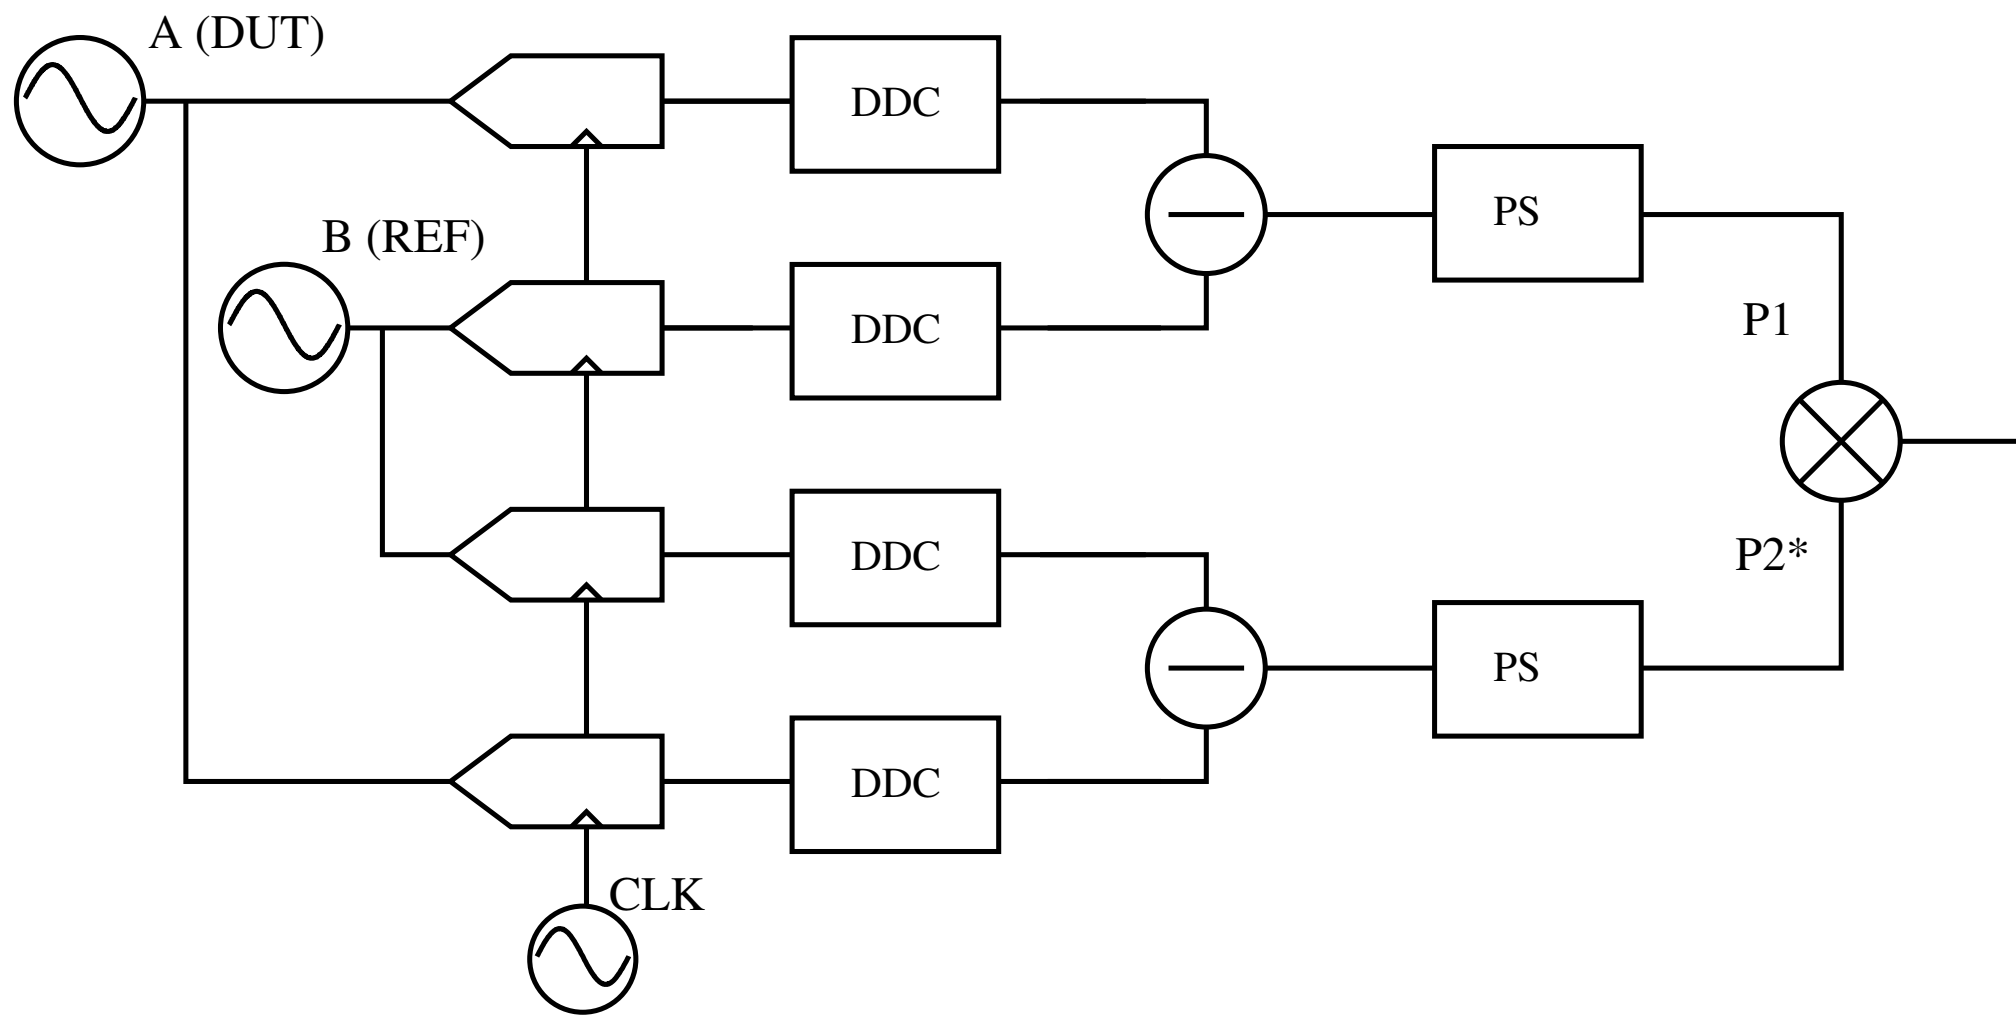 A (DUT)
DDC
PS
B (REF)
DDC
P1
DDC
P2*
PS
DDC
CLK